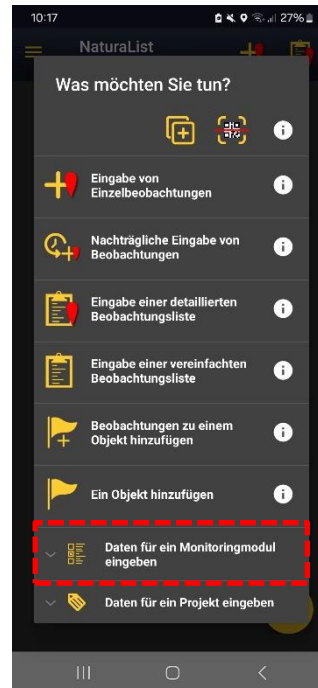 10:17
27%
NaturaList
Was möchten Sie tun?
Eingabe von
Einzelbeobachtungen
Nachträgliche Eingabe von
Beobachtungen
Eingabe einer detaillierten
Beobachtungsliste
Eingabe einer vereinfachten
Beobachtungsliste
Beobachtungen zu einem
Objekt hinzufügen
Ein Objekt hinzufügen
Daten für ein Monitoringmodul
eingeben
Daten für ein Projekt eingeben